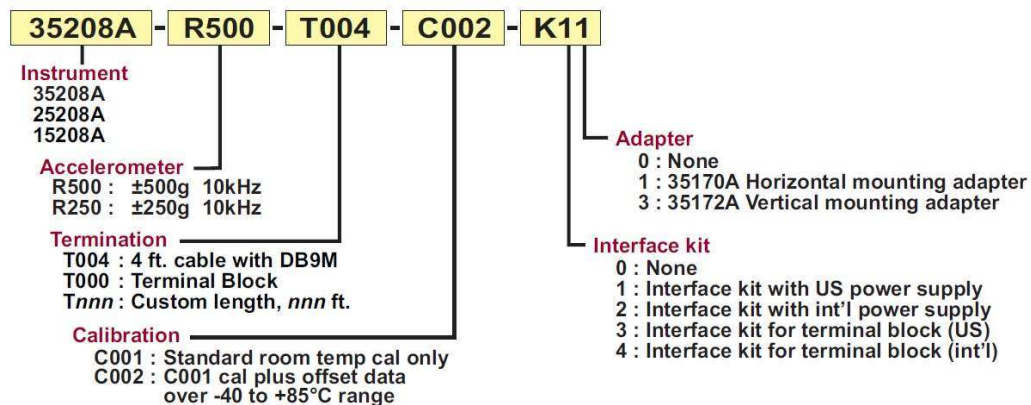 35208A - R500 - T004 - C002 - K11
Instrument
35208A
25208A
15208A
Accelerometer
R500 : ±500g 10kHz
R250 : ±250g 10kHz
Termination
T004 : 4 ft. cable with DB9M
T000 : Terminal Block
Tnnn : Custom length, nnn ft.
Calibration
C001 : Standard room temp cal only
C002 : C001 cal plus offset data
over -40 to +85°C range
Adapter
0 : None
1 : 35170A Horizontal mounting adapter
3 : 35172A Vertical mounting adapter
Interface kit
0 : None
1 : Interface kit with US power supply
2 : Interface kit with int'l power supply
3 : Interface kit for terminal block (US)
4 : Interface kit for terminal block (int'l)